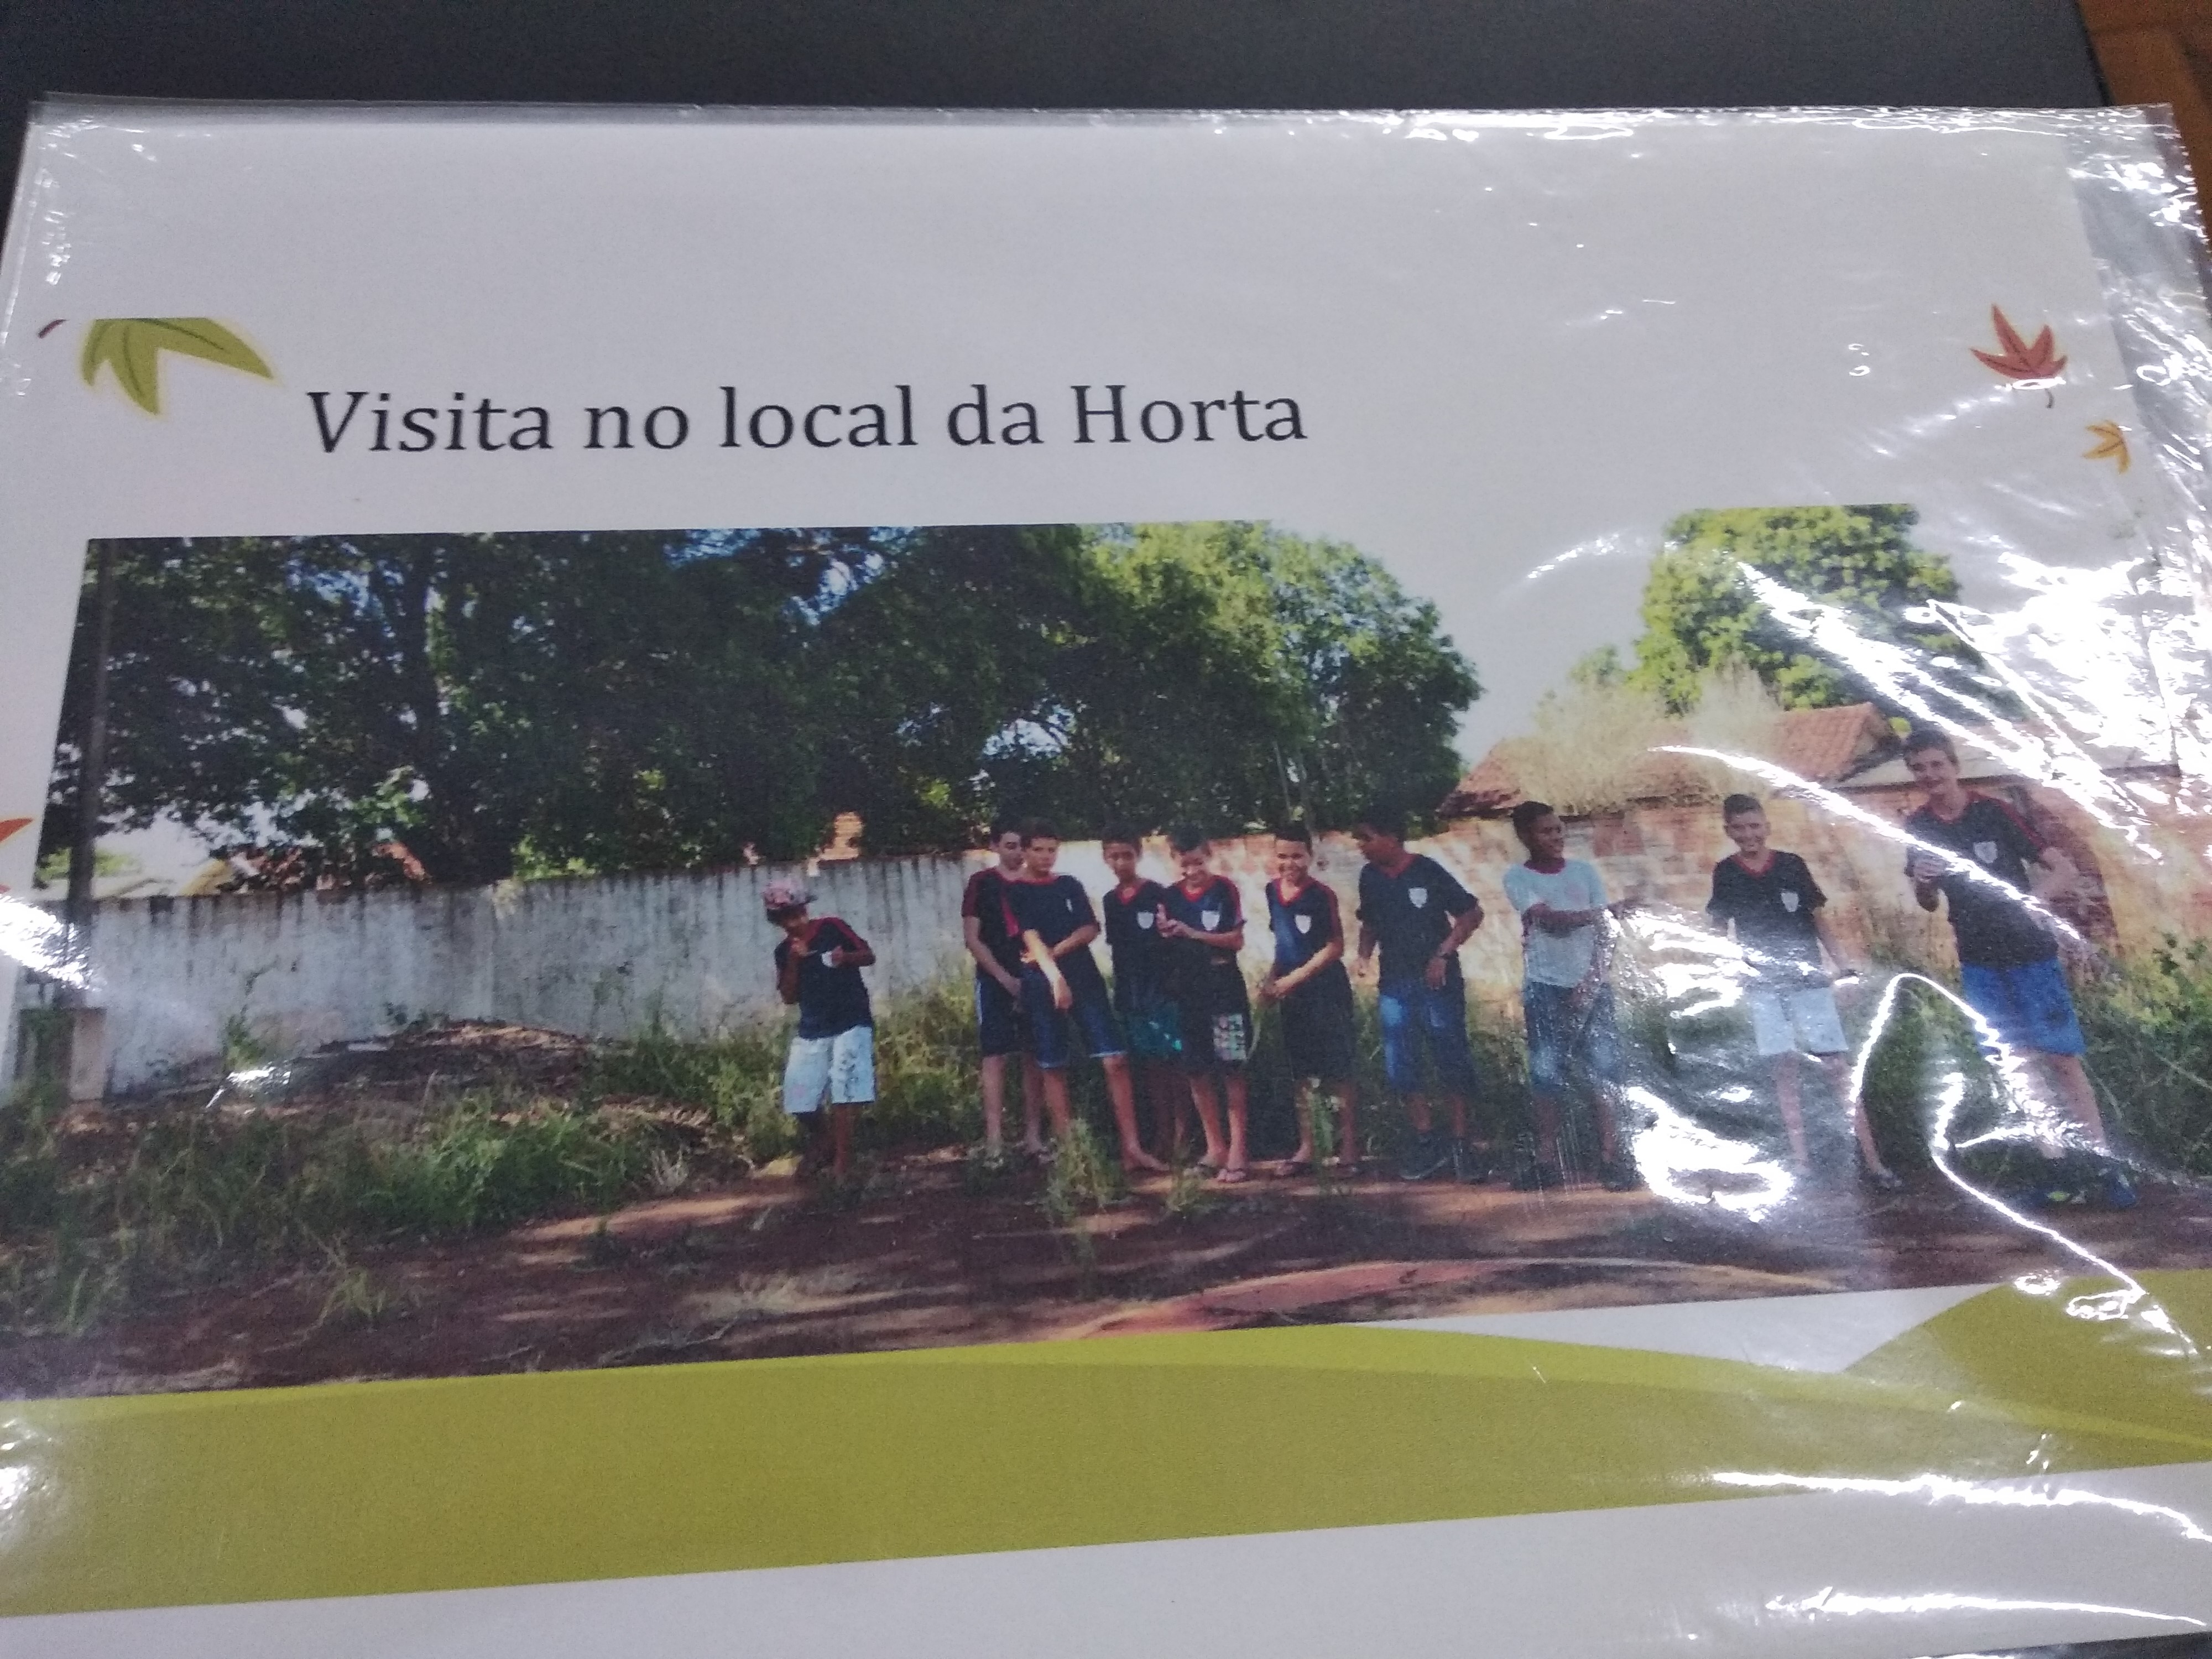 Visita no local da Horta